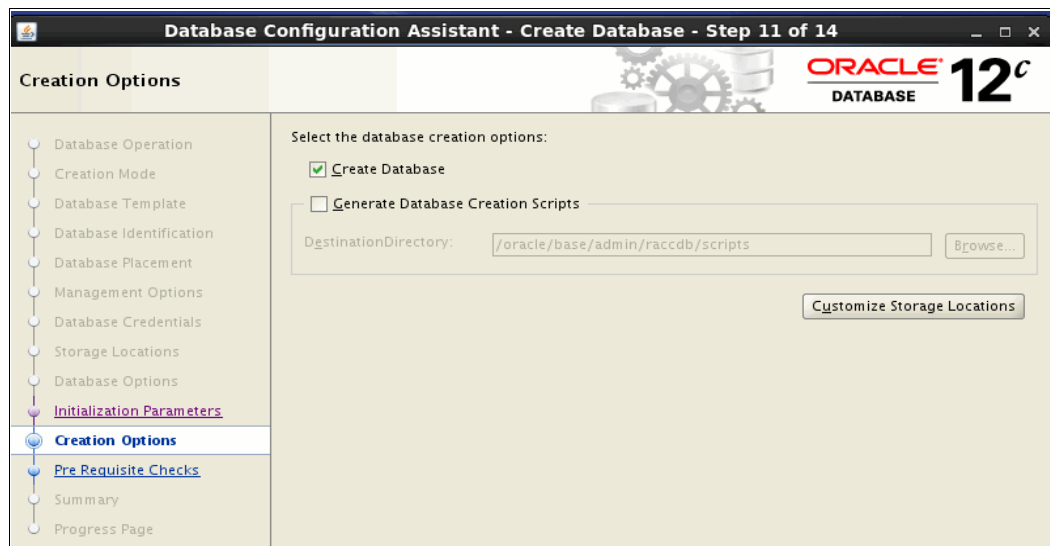 Database Configuration Assistant - Create Database - Step 11 of 14
Creation Options
ORACLE®
DATABASE
12c
Database Operation
Creation Mode
Database Template
Database Identification
Database Placement
Management Options
Database Credentials
Storage Locations
Database Options
Initialization Parameters
Creation Options
Pre Requisite Checks
Summary
Progress Page
Select the database creation options:
Create Database
Generate Database Creation Scripts
DestinationDirectory: /oracle/base/admin/raccdb/scripts Browse...
Customize Storage Locations